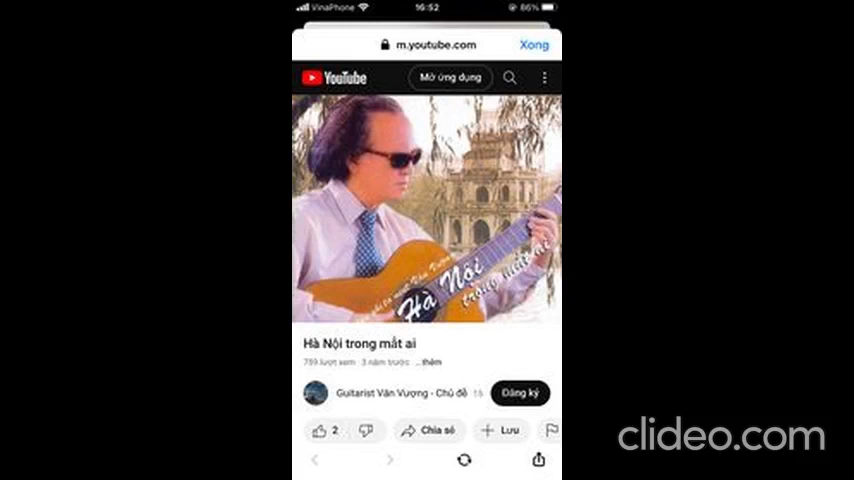 VinaPhone 16:52 86%
m.youtube.com Xong
YouTube Mở ứng dụng
Hà Nội
trong mắt ai
Hà Nội trong mắt ai
789 lượt xem · 3 năm trước ...thêm
Guitarist Văn Vượng - Chủ đề 15 Đăng ký
2 Chia sẻ Lưu
clideo.com